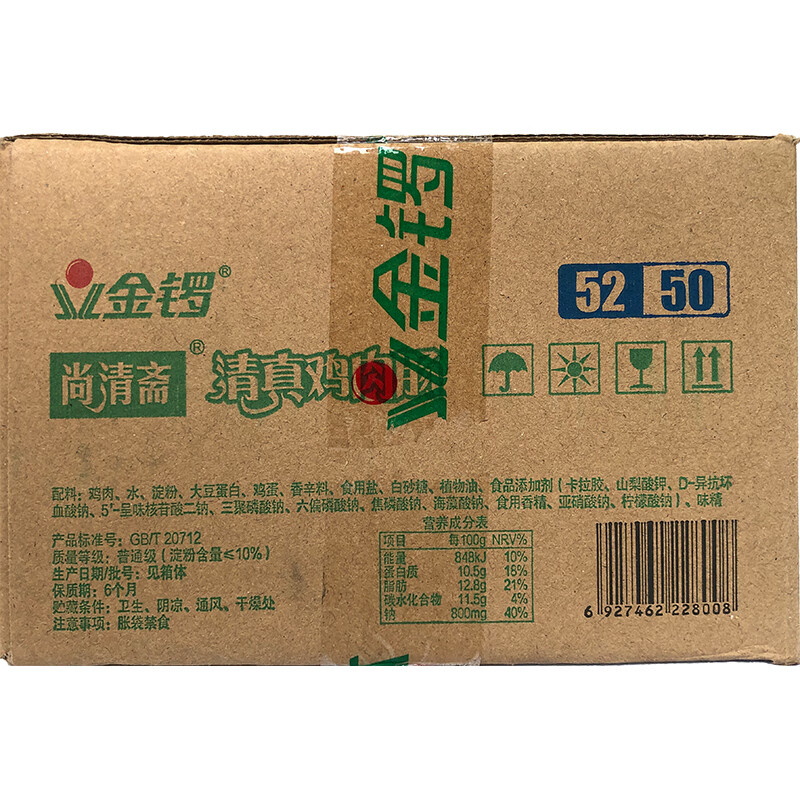 金锣®
金锣
52 50
尚清斋® 清真鸡肉肠
配料：鸡肉、水、淀粉、大豆蛋白、鸡蛋、香辛料、食用盐、白砂糖、植物油、食品添加剂（卡拉胶、山梨酸钾、D-异抗坏
血酸钠、5'-呈味核苷酸二钠、三聚磷酸钠、六偏磷酸钠、焦磷酸钠、海藻酸钠、食用香精、亚硝酸钠、柠檬酸钠）、味精
产品标准号：GB/T 20712
质量等级：普通级（淀粉含量≤10%）
生产日期/批号：见箱体
保质期：6个月
贮藏条件：卫生、阴凉、通风、干燥处
注意事项：胀袋禁食
营养成分表
项目 每100g NRV%
能量 848kJ 10%
蛋白质 10.5g 18%
脂肪 12.8g 21%
碳水化合物 11.5g 4%
钠 800mg 40%
6 927462 228008